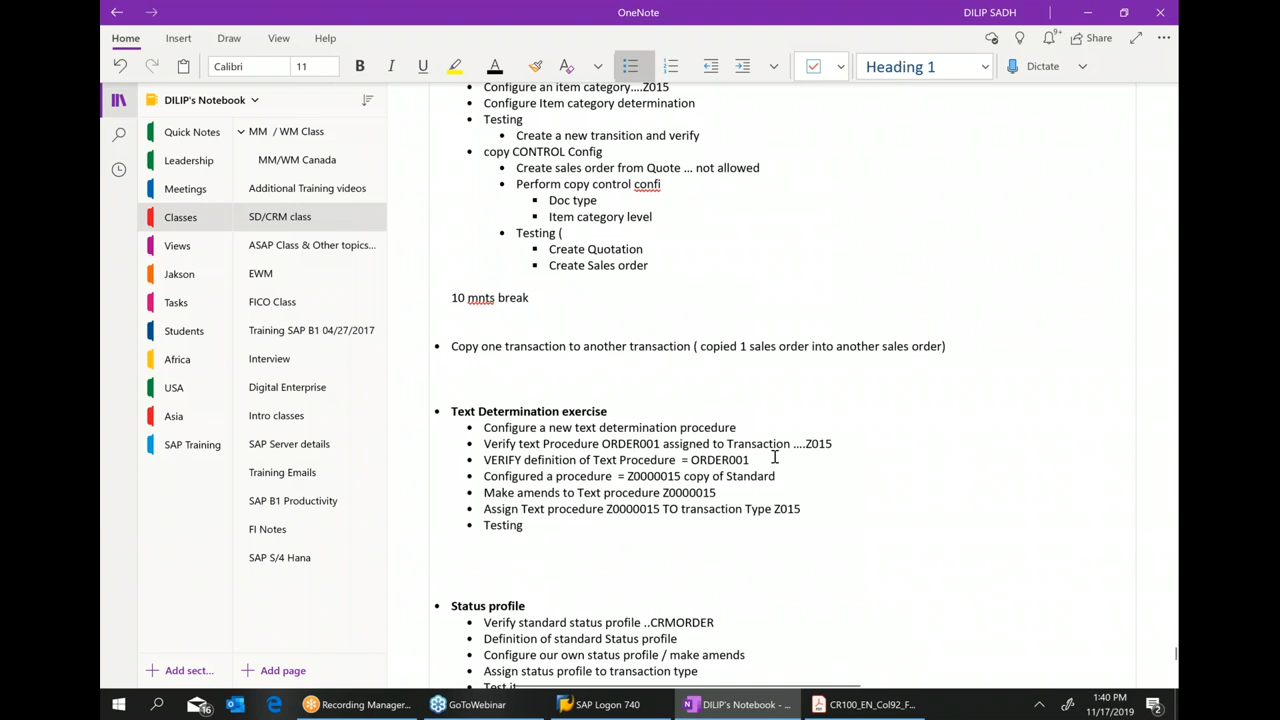 OneNote
DILIP SADH
Home
Insert
Draw
View
Help
9+
Share
Calibri
11
B
I
U
A
A
Heading 1
Dictate
DILIP's Notebook
Quick Notes
Leadership
Meetings
Classes
Views
Jakson
Tasks
Students
Africa
USA
Asia
SAP Training
Add sect...
MM / WM Class
MM/WM Canada
Additional Training videos
SD/CRM class
ASAP Class & Other topics...
EWM
FICO Class
Training SAP B1 04/27/2017
Interview
Digital Enterprise
Intro classes
SAP Server details
Training Emails
SAP B1 Productivity
FI Notes
SAP S/4 Hana
Add page
Configure an item category....Z015
Configure Item category determination
Testing
Create a new transition and verify
copy CONTROL Config
Create sales order from Quote ... not allowed
Perform copy control confi
Doc type
Item category level
Testing (
Create Quotation
Create Sales order
10 mnts break
Copy one transaction to another transaction ( copied 1 sales order into another sales order)
Text Determination exercise
Configure a new text determination procedure
Verify text Procedure ORDER001 assigned to Transaction ....Z015
VERIFY definition of Text Procedure = ORDER001
Configured a procedure = Z0000015 copy of Standard
Make amends to Text procedure Z0000015
Assign Text procedure Z0000015 TO transaction Type Z015
Testing
Status profile
Verify standard status profile ..CRMORDER
Definition of standard Status profile
Configure our own status profile / make amends
Assign status profile to transaction type
Test it
16
Recording Manager...
GoToWebinar
SAP Logon 740
DILIP's Notebook - ...
CR100_EN_Col92_F...
1:40 PM
11/17/2019
2